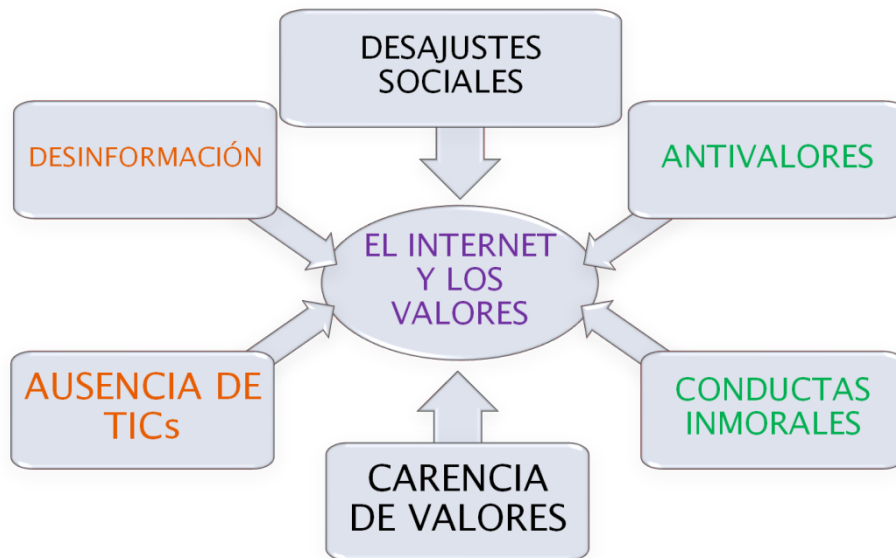 DESAJUSTES
SOCIALES
DESINFORMACIÓN
ANTIVALORES
EL INTERNET
Y LOS
VALORES
AUSENCIA DE
TICs
CONDUCTAS
INMORALES
CARENCIA
DE VALORES